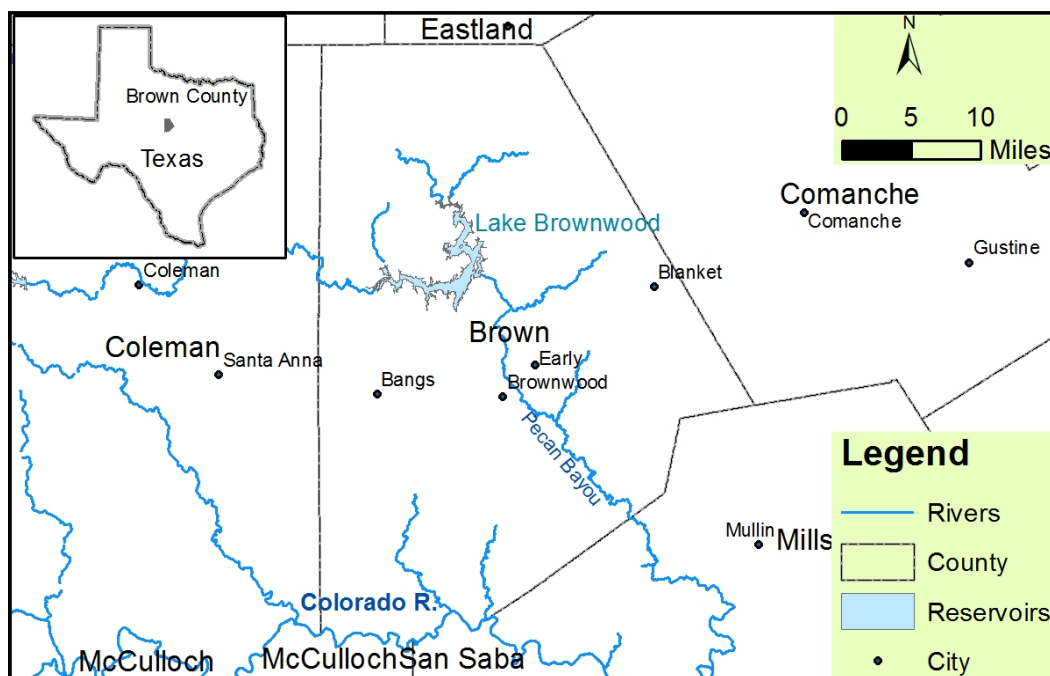 Eastland
Brown County
Texas
N
0 5 10
Miles
Comanche
Comanche
Lake Brownwood
Gustine
Coleman
Blanket
Brown
Coleman
Santa Anna
Early
Bangs
Brownwood
Pecan Bayou
Legend
Rivers
County
Reservoirs
City
Mullin
Mills
Colorado R.
McCulloch
McCulloch
San Saba